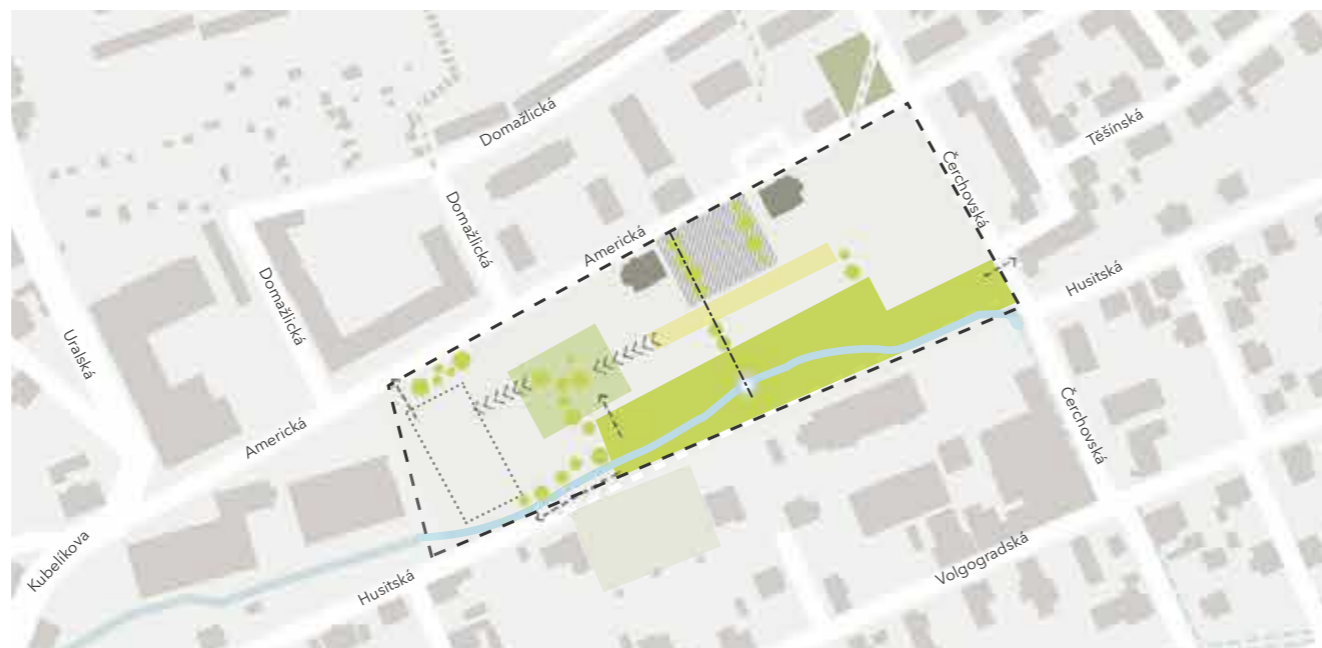 Domažlická
Těšínská
Čerchovská
Domažlická
Americká
Husitská
Domažlická
Uralská
Čerchovská
Americká
Volgogradská
Kubelíkova
Husitská